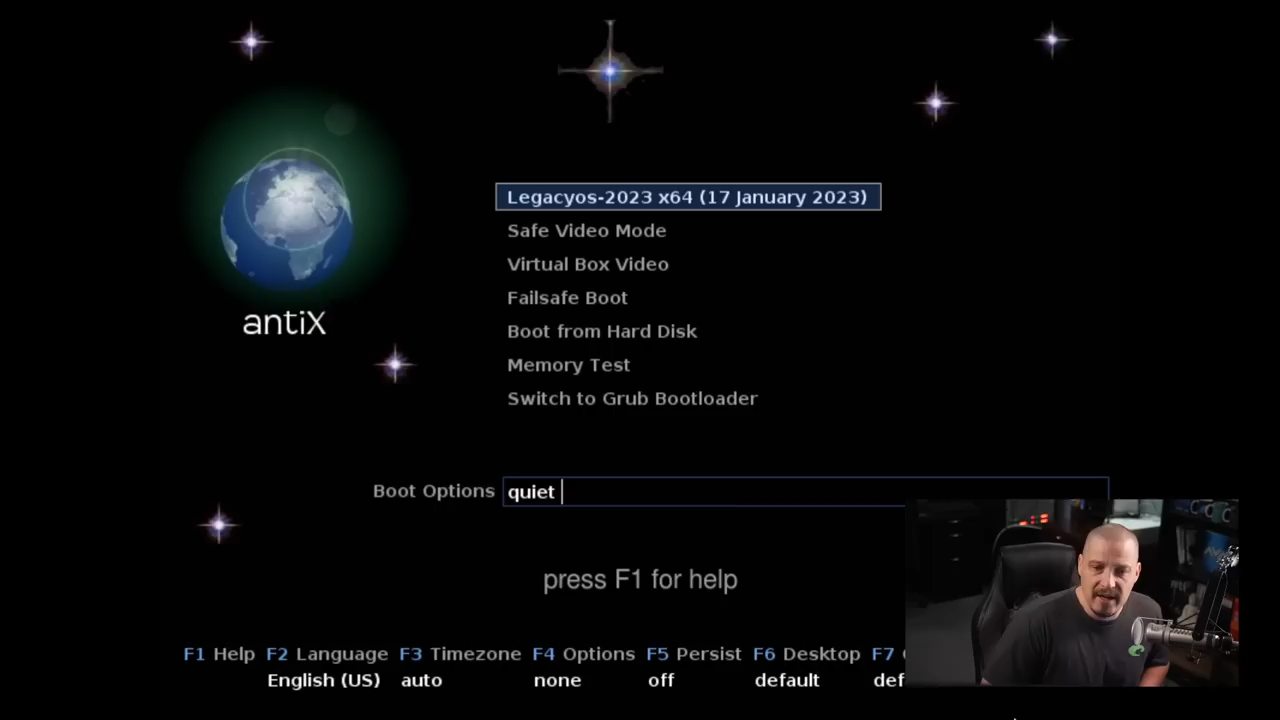 Legacyos-2023 x64 (17 January 2023)
Safe Video Mode
Virtual Box Video
Failsafe Boot
Boot from Hard Disk
Memory Test
Switch to Grub Bootloader
antiX
Boot Options quiet
press F1 for help
F1 Help F2 Language F3 Timezone F4 Options F5 Persist F6 Desktop F7
English (US) auto none off default def